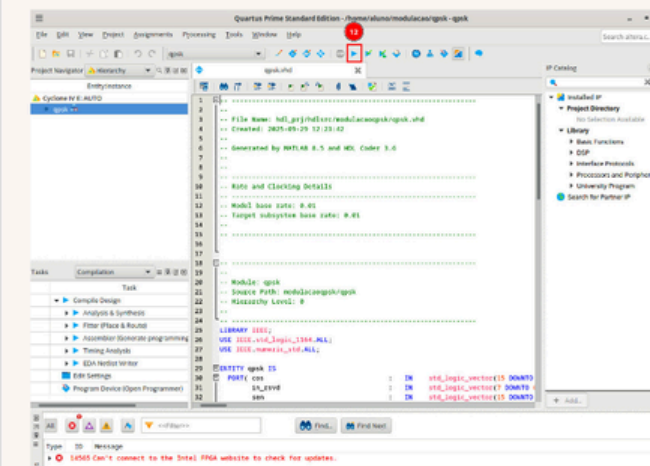 Quartus Prime Standard Edition - /home/aluno/modulacao/qpsk - qpsk
File Edit View Project Assignments Processing Tools Window Help
Search altera.c
12
qpsk
Project Navigator Hierarchy
qpsk.vhd
IP Catalog
Entity:Instance
Cyclone IV E: AUTO
qpsk
Installed IP
Project Directory
No Selection Available
Library
Basic Functions
DSP
Interface Protocols
Processors and Peripher
University Program
Search for Partner IP
1 -- ----
2 --
3 -- File Name: hdl_prj/hdlsrc/modulacaoqpsk/qpsk.vhd
4 -- Created: 2025-09-29 12:23:42
5 --
6 -- Generated by MATLAB 8.5 and HDL Coder 3.6
7 --
8 --
9 -- ----
10 -- Rate and Clocking Details
11 -- ----
12 -- Model base rate: 0.01
13 -- Target subsystem base rate: 0.01
14 --
15 -- ----
16
17
18 -- ----
19 --
20 -- Module: qpsk
21 -- Source Path: modulacaoqpsk/qpsk
22 -- Hierarchy Level: 0
23 --
24 -- ----
25 LIBRARY IEEE;
26 USE IEEE.std_logic_1164.ALL;
27 USE IEEE.numeric_std.ALL;
28
29 ENTITY qpsk IS
30 PORT( cos : IN std_logic_vector(15 DOWNTO
31 in_rsvd : IN std_logic_vector(7 DOWNTO
32 sen : IN std_logic_vector(15 DOWNTO
Tasks Compilation
Task
Compile Design
Analysis & Synthesis
Fitter (Place & Route)
Assembler (Generate programming
Timing Analysis
EDA Netlist Writer
Edit Settings
Program Device (Open Programmer)
+ Add...
All
<<Filter>>
Find...
Find Next
Type ID Message
14565 Can't connect to the Intel FPGA website to check for updates.